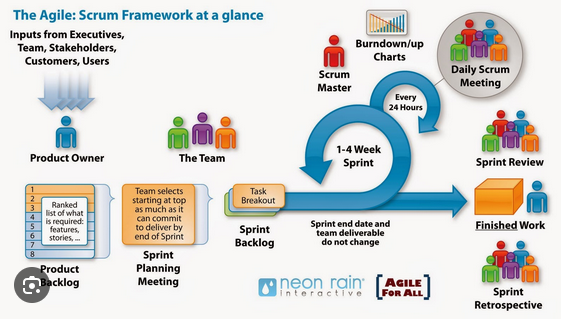 The Agile: Scrum Framework at a glance
Inputs from Executives,
Team, Stakeholders,
Customers, Users
Product Owner
The Team
Scrum
Master
Burndown/up
Charts
Daily Scrum
Meeting
Every
24 Hours
1-4 Week
Sprint
1
2
3
4
5
6
7
8
Ranked
list of what
is required:
features,
stories, ...
Product
Backlog
Team selects
starting at top
as much as it
can commit
to deliver by
end of Sprint
Sprint
Planning
Meeting
Task
Breakout
Sprint
Backlog
Sprint end date and
team deliverable
do not change
Sprint Review
Finished Work
Sprint
Retrospective
neon rain
interactive
AGILE
FOR ALL